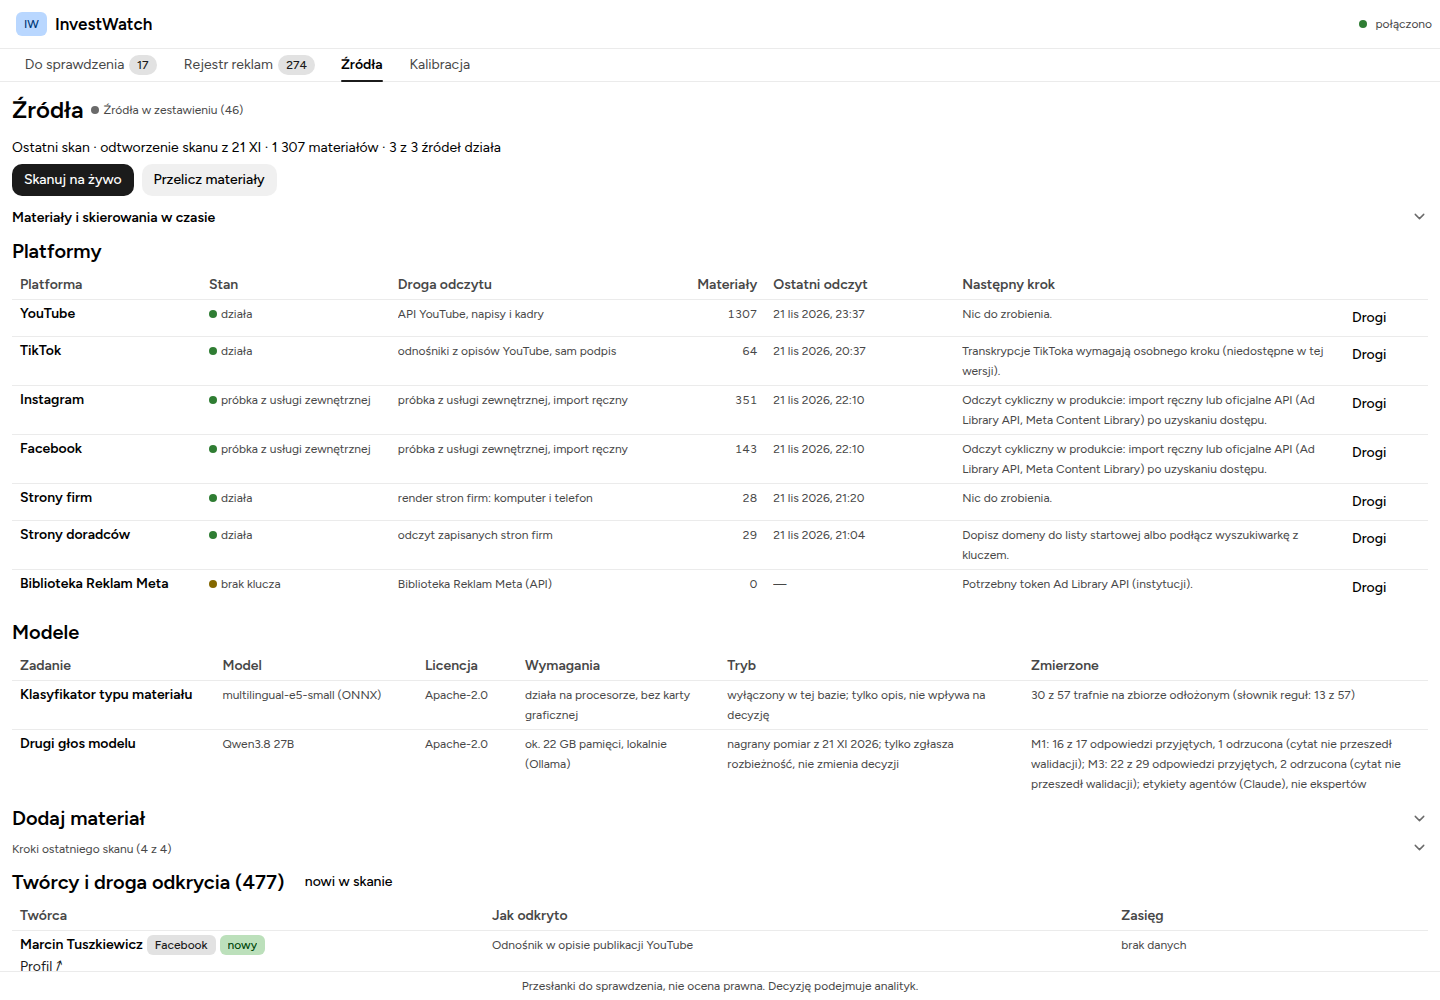 IW InvestWatch połączono
Do sprawdzenia 17 Rejestr reklam 274 Źródła Kalibracja
Źródła Źródła w zestawieniu (46)
Ostatni skan · odtworzenie skanu z 21 XI · 1 307 materiałów · 3 z 3 źródeł działa
Skanuj na żywo Przelicz materiały
Materiały i skierowania w czasie
Platformy
Platforma Stan Droga odczytu Materiały Ostatni odczyt Następny krok
YouTube działa API YouTube, napisy i kadry 1307 21 lis 2026, 23:37 Nic do zrobienia. Drogi
TikTok działa odnośniki z opisów YouTube, sam podpis 64 21 lis 2026, 20:37 Transkrypcje TikToka wymagają osobnego kroku (niedostępne w tej Drogi
wersji).
Instagram próbka z usługi zewnętrznej próbka z usługi zewnętrznej, import ręczny 351 21 lis 2026, 22:10 Odczyt cykliczny w produkcie: import ręczny lub oficjalne API (Ad Drogi
Library API, Meta Content Library) po uzyskaniu dostępu.
Facebook próbka z usługi zewnętrznej próbka z usługi zewnętrznej, import ręczny 143 21 lis 2026, 22:10 Odczyt cykliczny w produkcie: import ręczny lub oficjalne API (Ad Drogi
Library API, Meta Content Library) po uzyskaniu dostępu.
Strony firm działa render stron firm: komputer i telefon 28 21 lis 2026, 21:20 Nic do zrobienia. Drogi
Strony doradców działa odczyt zapisanych stron firm 29 21 lis 2026, 21:04 Dopisz domeny do listy startowej albo podłącz wyszukiwarkę z Drogi
kluczem.
Biblioteka Reklam Meta brak klucza Biblioteka Reklam Meta (API) 0 — Potrzebny token Ad Library API (instytucji). Drogi
Modele
Zadanie Model Licencja Wymagania Tryb Zmierzone
Klasyfikator typu materiału multilingual-e5-small (ONNX) Apache-2.0 działa na procesorze, bez karty wyłączony w tej bazie; tylko opis, nie wpływa na 30 z 57 trafnie na zbiorze odłożonym (słownik reguł: 13 z 57)
graficznej decyzję
Drugi głos modelu Qwen3.8 27B Apache-2.0 ok. 22 GB pamięci, lokalnie nagrany pomiar z 21 XI 2026; tylko zgłasza M1: 16 z 17 odpowiedzi przyjętych, 1 odrzucona (cytat nie przeszedł
(Ollama) rozbieżność, nie zmienia decyzji walidacji); M3: 22 z 29 odpowiedzi przyjętych, 2 odrzucona (cytat nie
przeszedł walidacji); etykiety agentów (Claude), nie ekspertów
Dodaj materiał
Kroki ostatniego skanu (4 z 4)
Twórcy i droga odkrycia (477) nowi w skanie
Twórca Jak odkryto Zasięg
Marcin Tuszkiewicz Facebook nowy Odnośnik w opisie publikacji YouTube brak danych
Profil ↗
Przesłanki do sprawdzenia, nie ocena prawna. Decyzję podejmuje analityk.